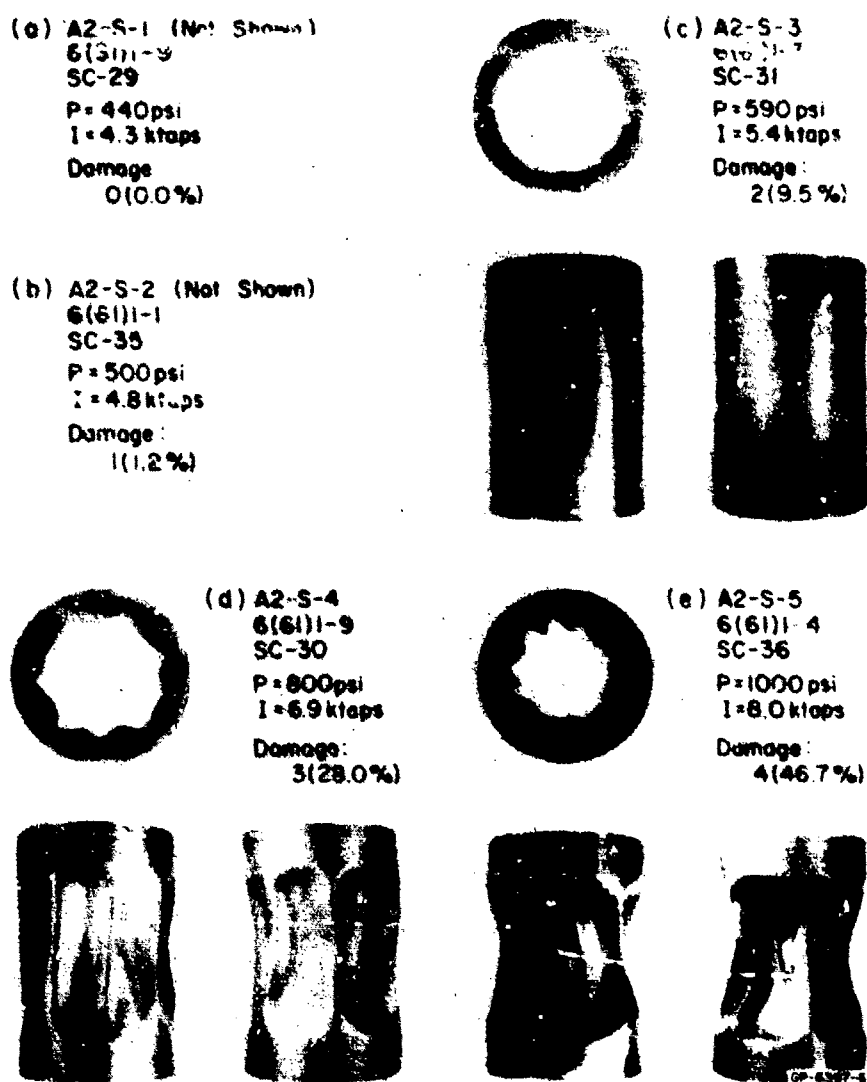 (a) A2-S-1 (Not Shown)
SC-29
P = 440 psi
I = 4.3 ktaps
Damage
0(0.0%)
(b) A2-S-2 (Not Shown)
6(61)1-1
SC-35
P = 500 psi
I = 4.8 ktaps
Damage:
1(1.2%)
(c) A2-S-3
SC-31
P = 590 psi
I = 5.4 ktaps
Damage:
2(9.5%)
(d) A2-S-4
6(61)1-9
SC-30
P = 800psi
I = 6.9 ktaps
Damage:
3(28.0%)
(e) A2-S-5
6(61)1-4
SC-36
P = 1000 psi
I = 8.0 ktaps
Damage:
4(46.7%)